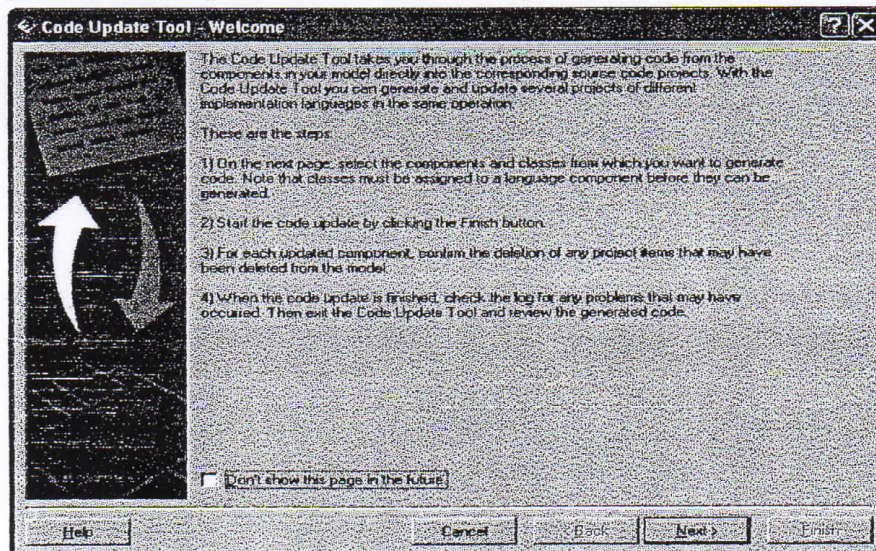 Code Update Tool - Welcome
The Code Update Tool takes you through the process of generating code from the
components in your model directly into the corresponding source code projects. With the
Code Update Tool you can generate and update several projects of different
implementation languages in the same operation.
These are the steps:
1) On the next page, select the components and classes from which you want to generate
code. Note that classes must be assigned to a language component before they can be
generated.
2) Start the code update by clicking the Finish button.
3) For each updated component, confirm the deletion of any project items that may have
been deleted from the model.
4) When the code update is finished, check the log for any problems that may have
occurred. Then exit the Code Update Tool and review the generated code.
Don't show this page in the future
Help
Cancel
< Back
Next >
Finish